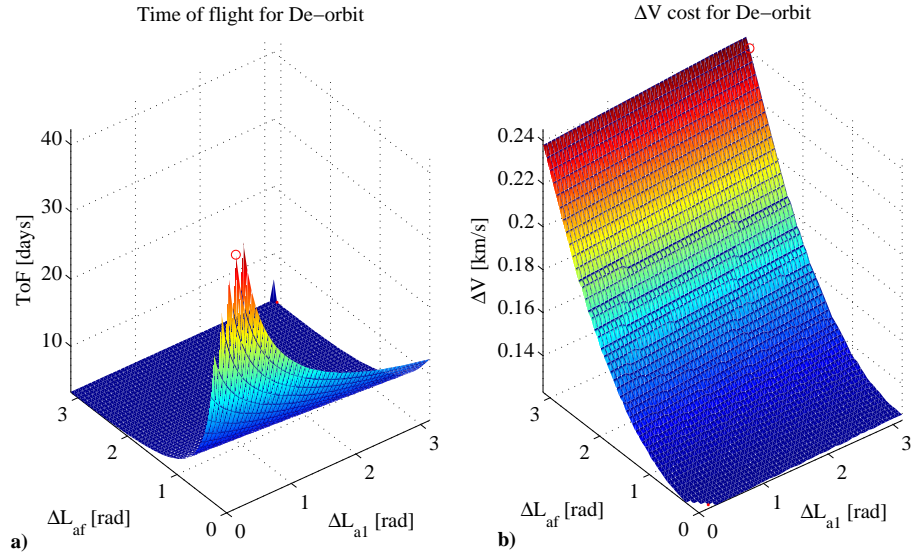 Time of flight for De−orbit
40
30
20
10
ToF [days]
3
2
1
0
ΔL_af [rad]
0
1
2
3
ΔL_a1 [rad]
a)
ΔV cost for De−orbit
0.24
0.22
0.2
0.18
0.16
0.14
ΔV [km/s]
3
2
1
0
ΔL_af [rad]
0
1
2
3
ΔL_a1 [rad]
b)